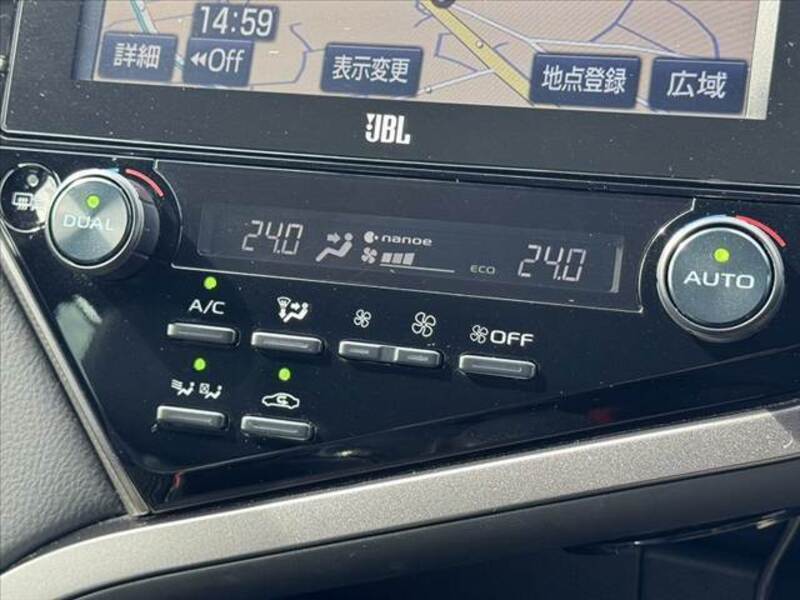 14:59
詳細
Off
表示変更
地点登録
広域
JBL
DUAL
24.0
nanoe
ECO
24.0
AUTO
A/C
OFF